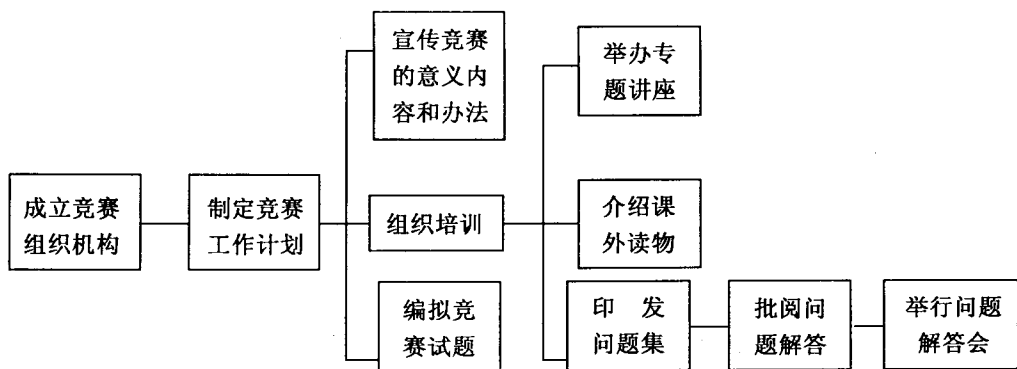 宣传竞赛
的意义内
容和办法
举办专
题讲座
成立竞赛
组织机构
制定竞赛
工作计划
组织培训
介绍课
外读物
编拟竞
赛试题
印 发
问题集
批阅问
题解答
举行问题
解答会